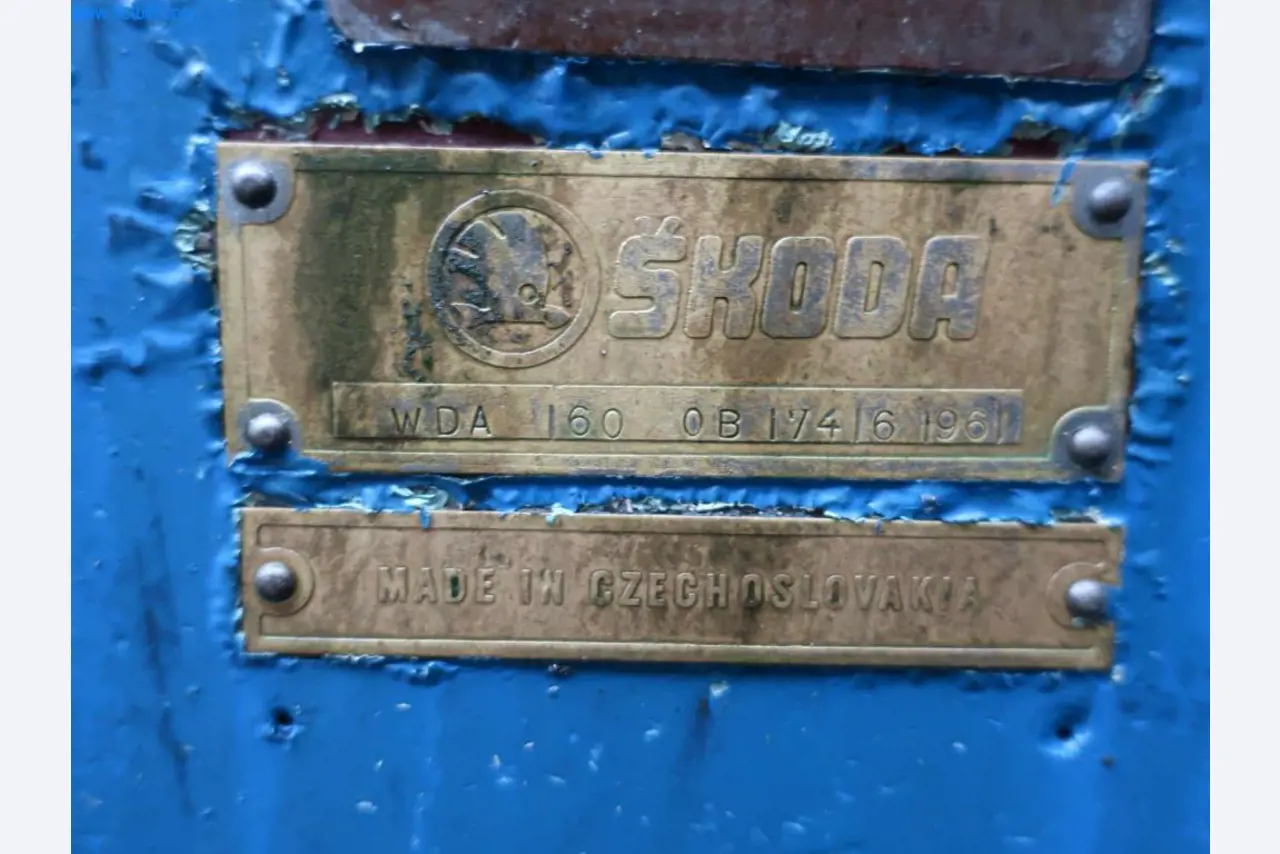 ŠKODA
WDA 160 0B 174/6 1961
MADE IN CZECHOSLOVAKIA